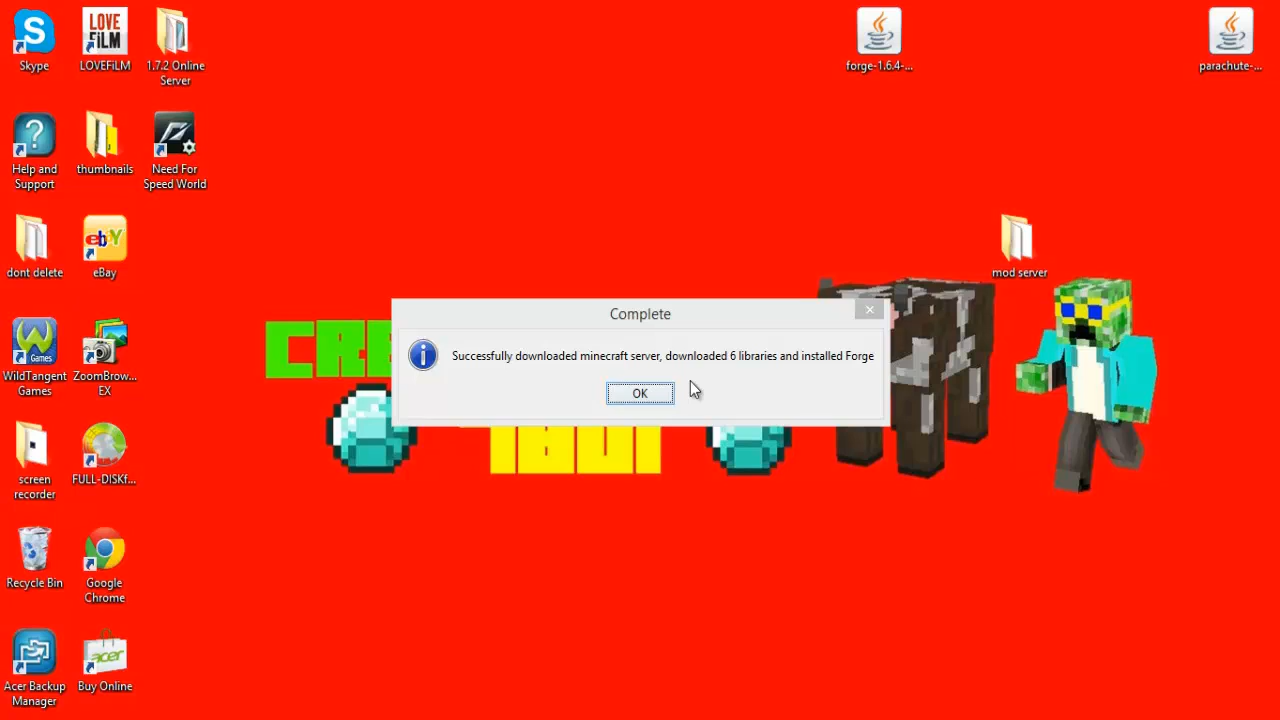 Skype
LOVE
FiLM
LOVEFiLM
1.7.2 Online
Server
forge-1.6.4-...
parachute-...
Help and
Support
thumbnails
Need For
Speed World
dont delete
ebY
eBay
mod server
Games
WildTangent
Games
ZoomBrow...
EX
Complete
Successfully downloaded minecraft server, downloaded 6 libraries and installed Forge
OK
CRE
screen
recorder
FULL-DISKf...
Recycle Bin
Google
Chrome
acer
Acer Backup
Manager
Buy Online